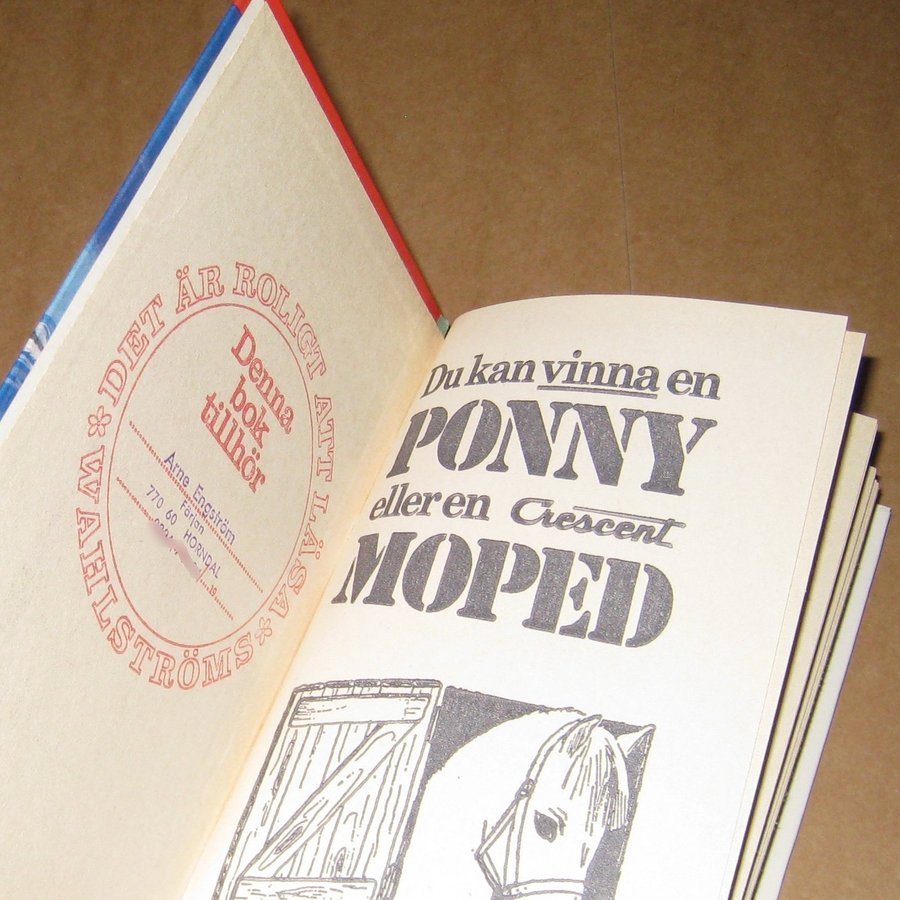 DET ÄR ROLIGT ATT LÄSA
WAHLSTRÖMS
Denna
bok
tillhör
Arne Engström
Färjan
770 60 HORNDAL
19
Du kan vinna en
PONNY
eller en Crescent
MOPED